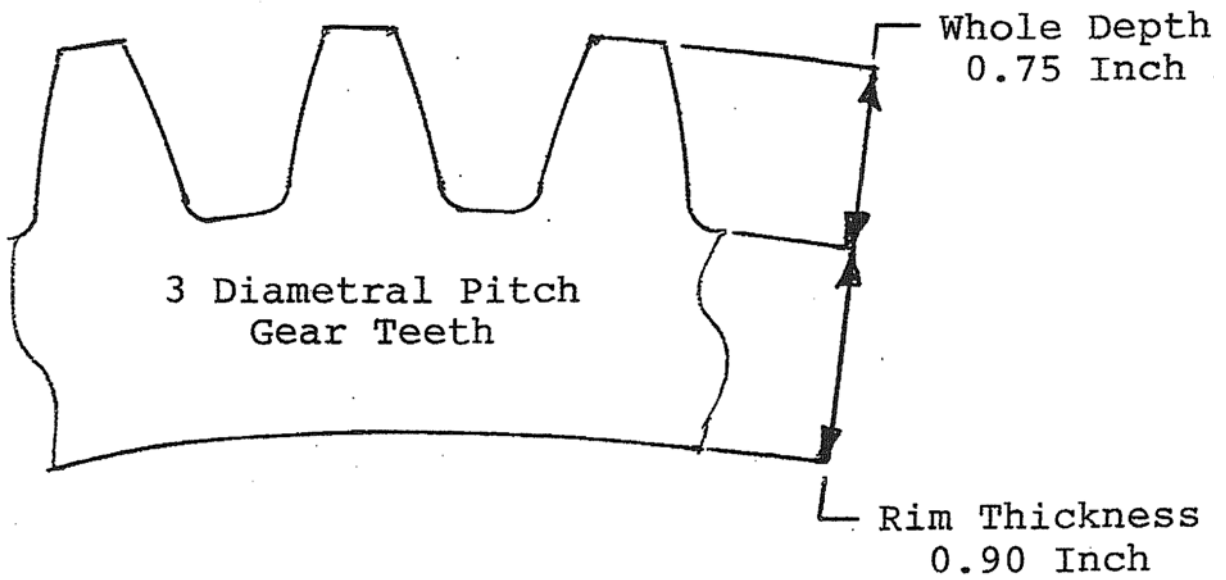 Whole Depth
0.75 Inch
3 Diametral Pitch
Gear Teeth
Rim Thickness
0.90 Inch